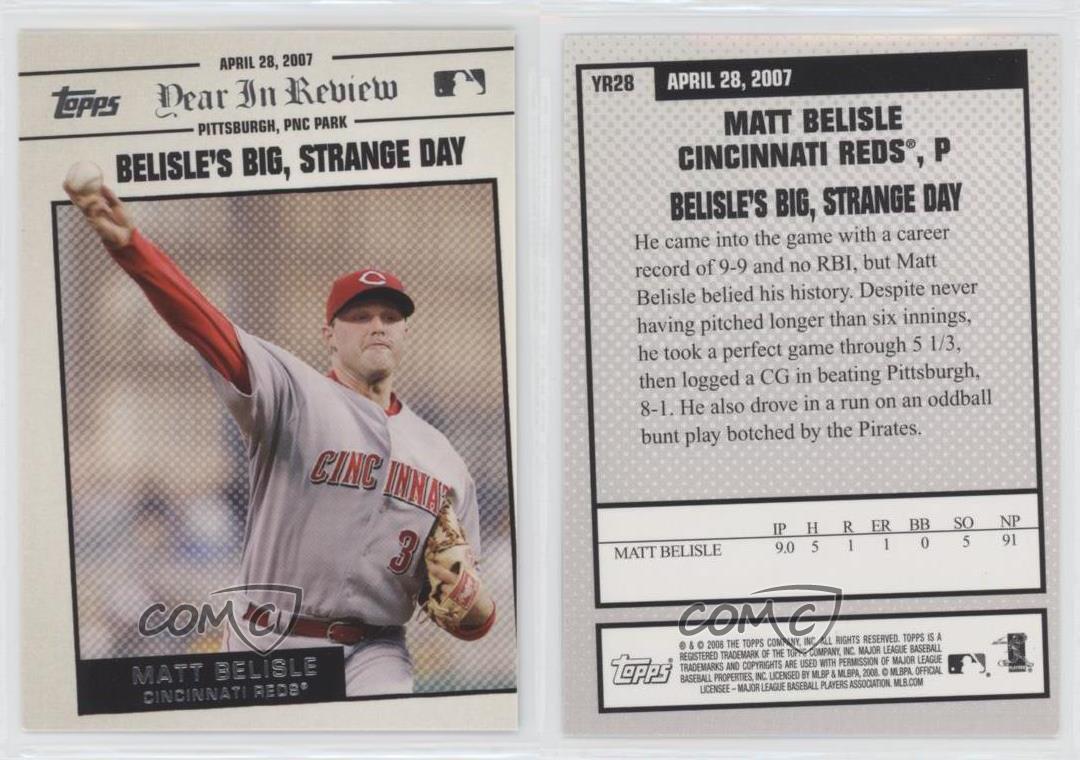 APRIL 28, 2007
topps Year In Review
PITTSBURGH, PNC PARK
BELISLE'S BIG, STRANGE DAY
C
CINCINNA
3
COMC
MATT BELISLE
CINCINNATI REDS®
YR28 APRIL 28, 2007
MATT BELISLE
CINCINNATI REDS®, P
BELISLE'S BIG, STRANGE DAY
He came into the game with a career
record of 9-9 and no RBI, but Matt
Belisle belied his history. Despite never
having pitched longer than six innings,
he took a perfect game through 5 1/3,
then logged a CG in beating Pittsburgh,
8-1. He also drove in a run on an oddball
bunt play botched by the Pirates.
IP H R ER BB SO NP
MATT BELISLE 9.0 5 1 1 0 5 91
COMC
topps
® & © 2008 THE TOPPS COMPANY, INC. ALL RIGHTS RESERVED. TOPPS IS A
REGISTERED TRADEMARK OF THE TOPPS COMPANY, INC. MAJOR LEAGUE BASEBALL
TRADEMARKS AND COPYRIGHTS ARE USED WITH PERMISSION OF MAJOR LEAGUE
BASEBALL PROPERTIES, INC. LICENSED BY MLBP & MLBPA, 2008. © MLBPA. OFFICIAL
LICENSEE – MAJOR LEAGUE BASEBALL PLAYERS ASSOCIATION. MLB.COM